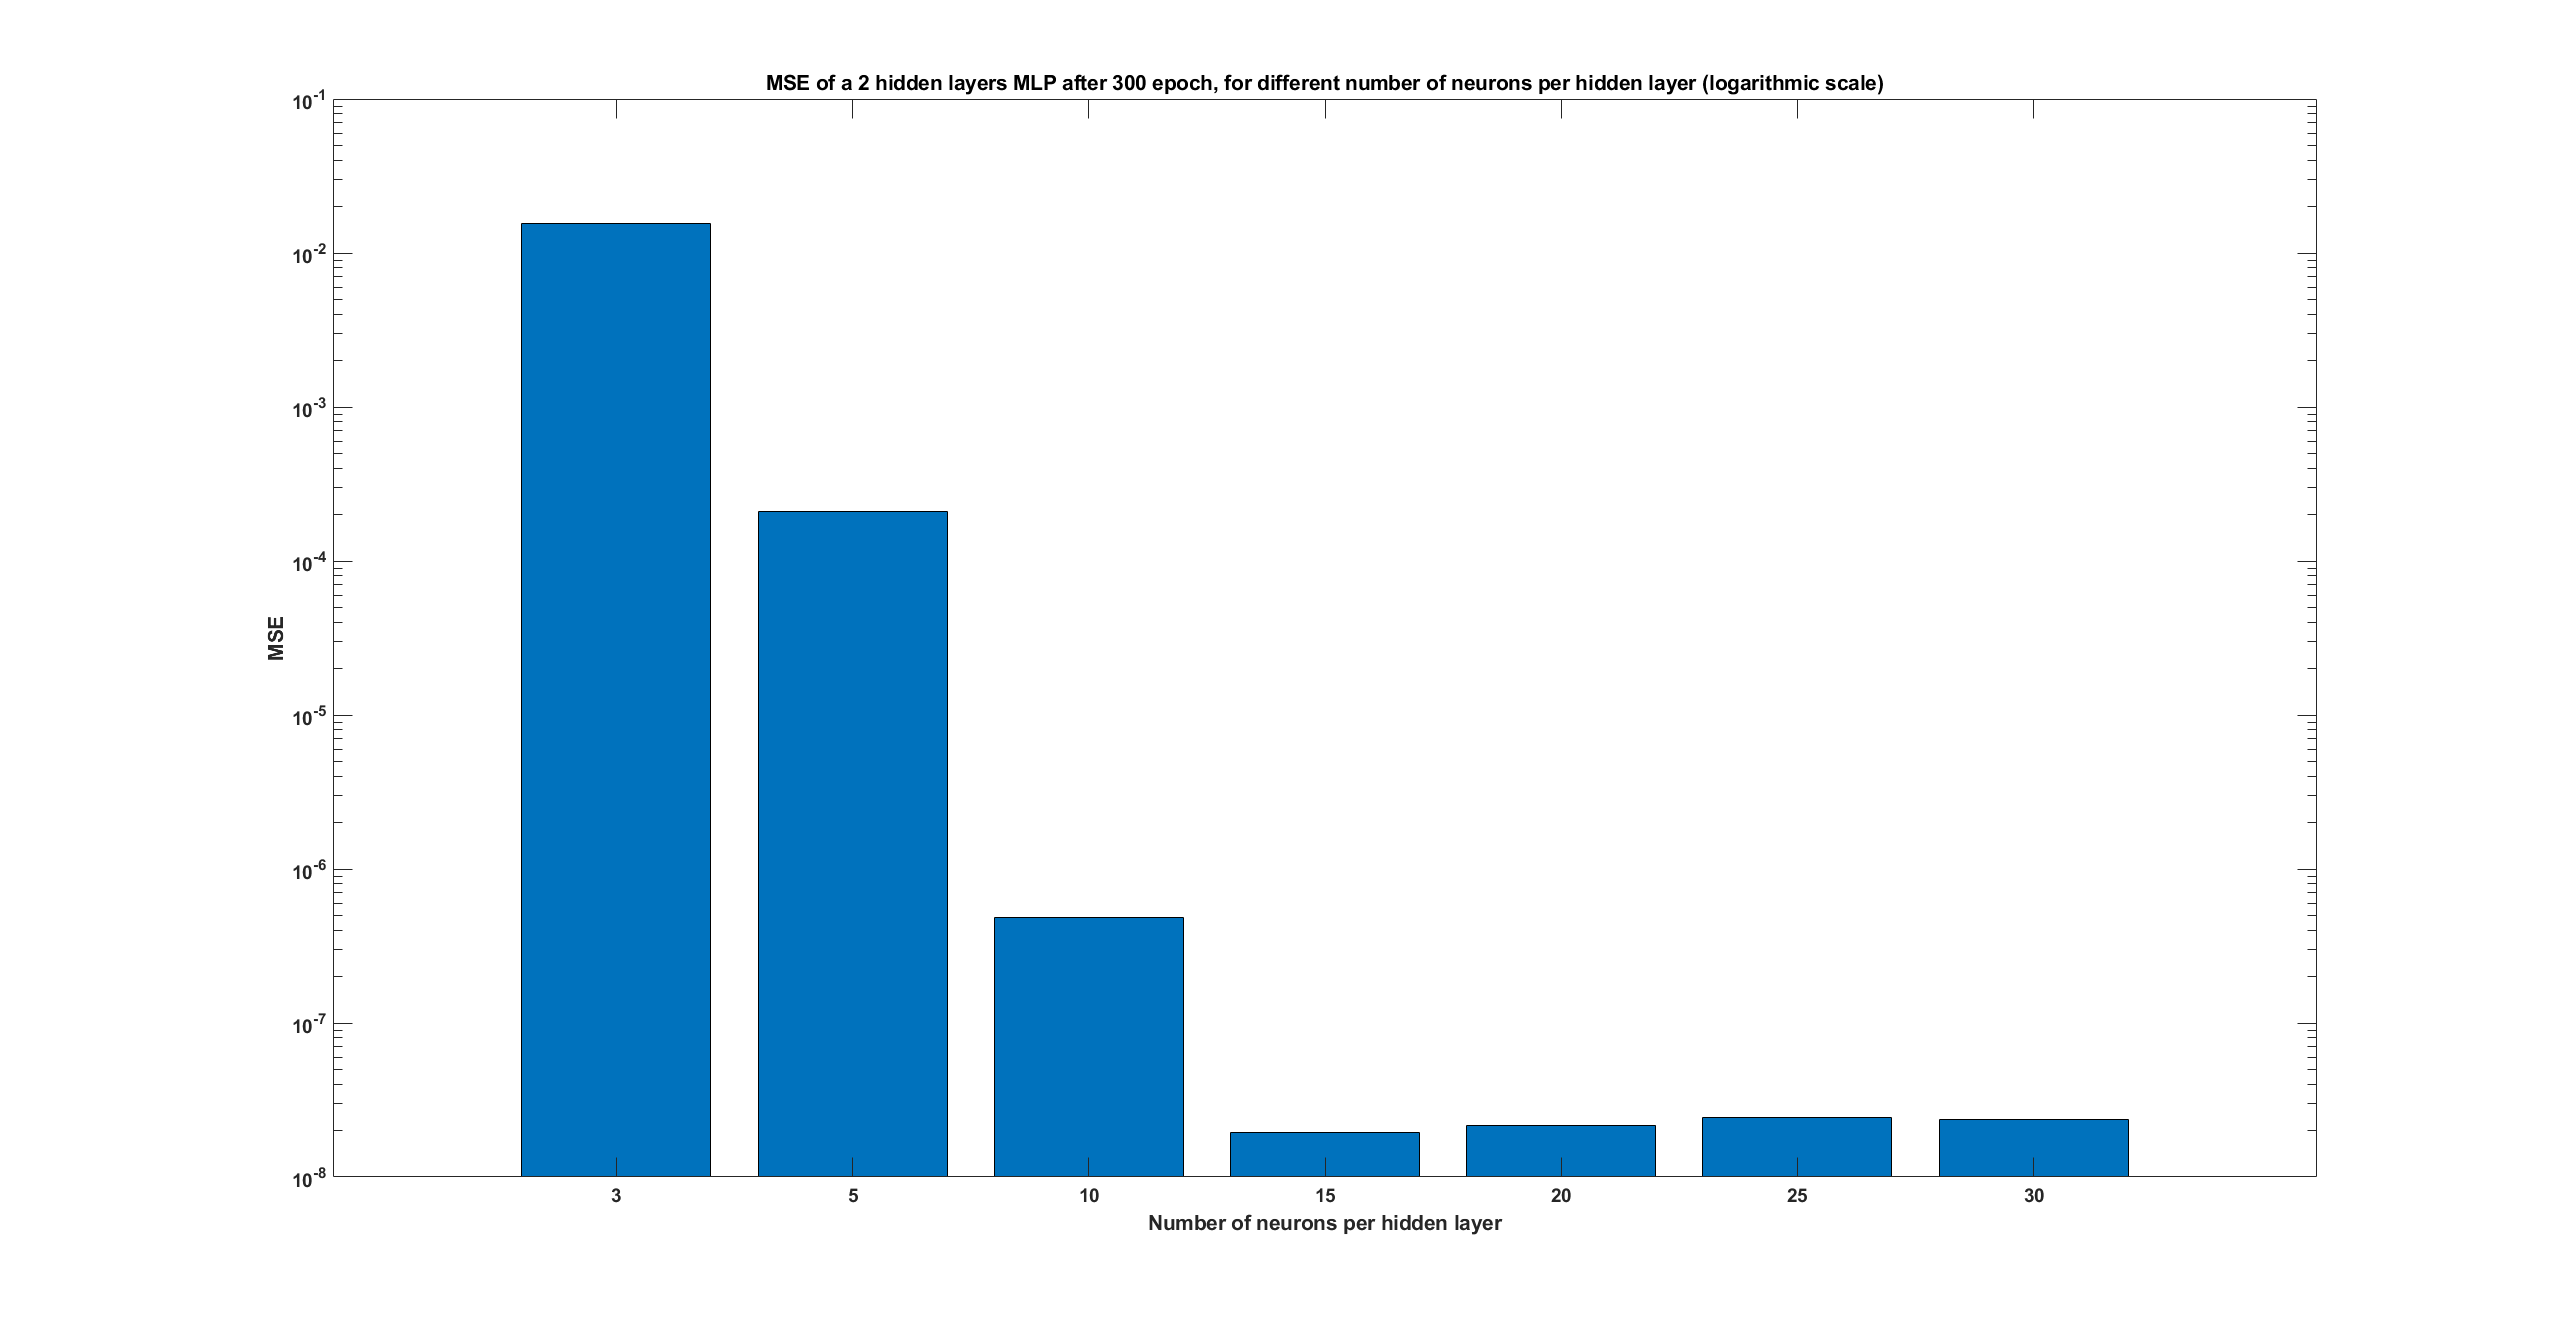 MSE of a 2 hidden layers MLP after 300 epoch, for different number of neurons per hidden layer (logarithmic scale)
10^-1
10^-2
10^-3
10^-4
10^-5
10^-6
10^-7
10^-8
MSE
3 5 10 15 20 25 30
Number of neurons per hidden layer